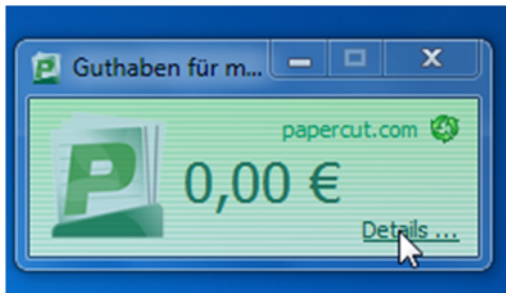 Guthaben für m...
papercut.com
P
0,00 €
Details ...